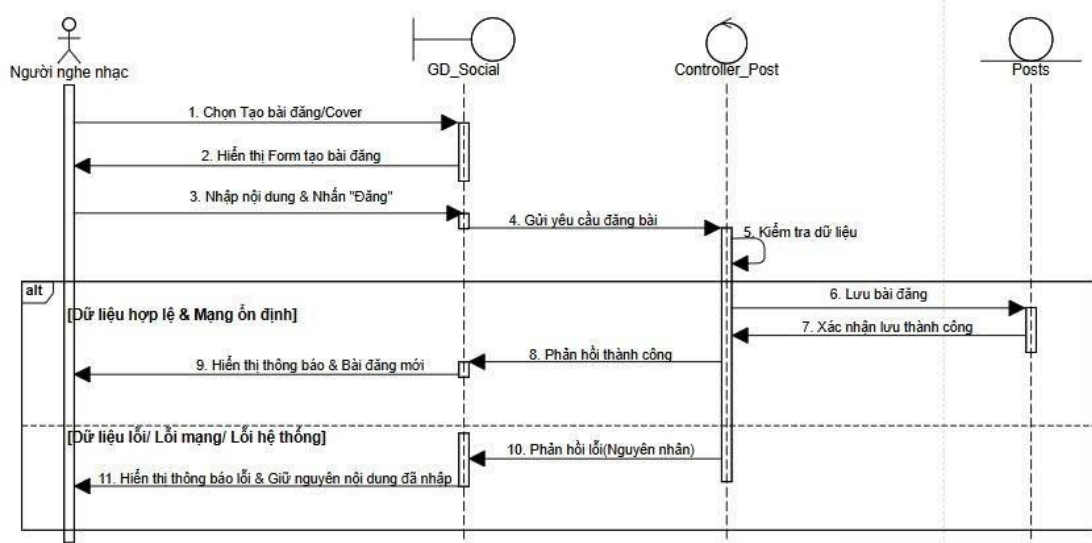 Người nghe nhạc
GD_Social
Controller_Post
Posts
1. Chọn Tạo bài đăng/Cover
2. Hiển thị Form tạo bài đăng
3. Nhập nội dung & Nhấn "Đăng"
4. Gửi yêu cầu đăng bài
5. Kiểm tra dữ liệu
alt
[Dữ liệu hợp lệ & Mạng ổn định]
6. Lưu bài đăng
7. Xác nhận lưu thành công
8. Phản hồi thành công
9. Hiển thị thông báo & Bài đăng mới
[Dữ liệu lỗi/ Lỗi mạng/ Lỗi hệ thống]
10. Phản hồi lỗi(Nguyên nhân)
11. Hiển thị thông báo lỗi & Giữ nguyên nội dung đã nhập